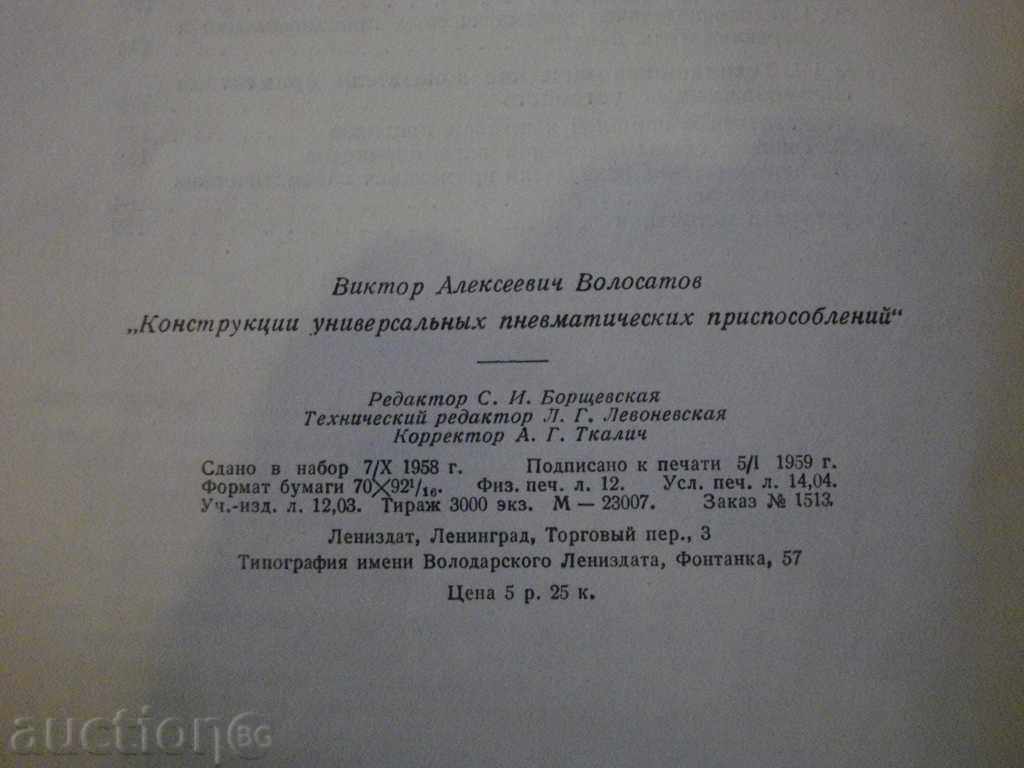 Виктор Алексеевич Волосатов
„Конструкции универсальных пневматических приспособлений“
Редактор С. И. Борщевская
Технический редактор Л. Г. Левоневская
Корректор А. Г. Ткалич
Сдано в набор 7/X 1958 г. Подписано к печати 5/I 1959 г.
Формат бумаги 70×92¹/₁₆. Физ. печ. л. 12. Усл. печ. л. 14,04.
Уч.-изд. л. 12,03. Тираж 3000 экз. М — 23007. Заказ № 1513.
Лениздат, Ленинград, Торговый пер., 3
Типография имени Володарского Лениздата, Фонтанка, 57
Цена 5 р. 25 к.
auction BG